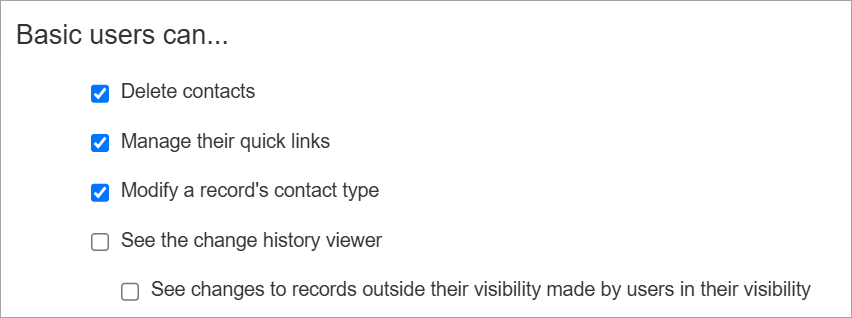 Basic users can...
Delete contacts
Manage their quick links
Modify a record's contact type
See the change history viewer
See changes to records outside their visibility made by users in their visibility